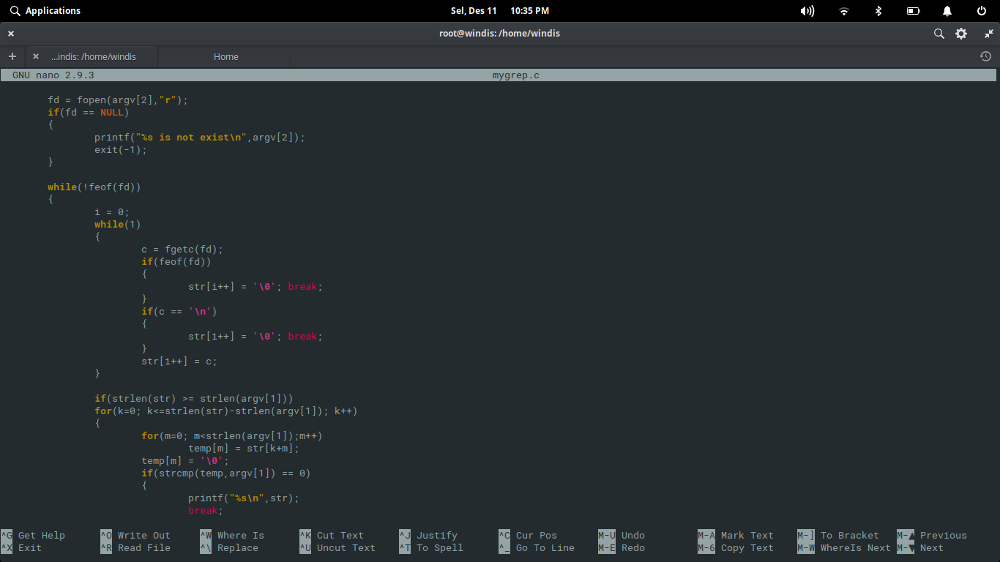 Applications Sel, Des 11 10:35 PM
root@windis: /home/windis
...indis: /home/windis Home
GNU nano 2.9.3 mygrep.c
fd = fopen(argv[2],"r");
if(fd == NULL)
{
printf("%s is not exist\n",argv[2]);
exit(-1);
}
while(!feof(fd))
{
i = 0;
while(1)
{
c = fgetc(fd);
if(feof(fd))
{
str[i++] = '\0'; break;
}
if(c == '\n')
{
str[i++] = '\0'; break;
}
str[i++] = c;
}
if(strlen(str) >= strlen(argv[1]))
for(k=0; k<=strlen(str)-strlen(argv[1]); k++)
{
for(m=0; m<strlen(argv[1]);m++)
temp[m] = str[k+m];
temp[m] = '\0';
if(strcmp(temp,argv[1]) == 0)
{
printf("%s\n",str);
break;
^G Get Help ^O Write Out ^W Where Is ^K Cut Text ^J Justify ^C Cur Pos M-U Undo M-A Mark Text M-] To Bracket M-▲ Previous
^X Exit ^R Read File ^\ Replace ^U Uncut Text ^T To Spell ^_ Go To Line M-E Redo M-6 Copy Text M-W WhereIs Next M-▼ Next